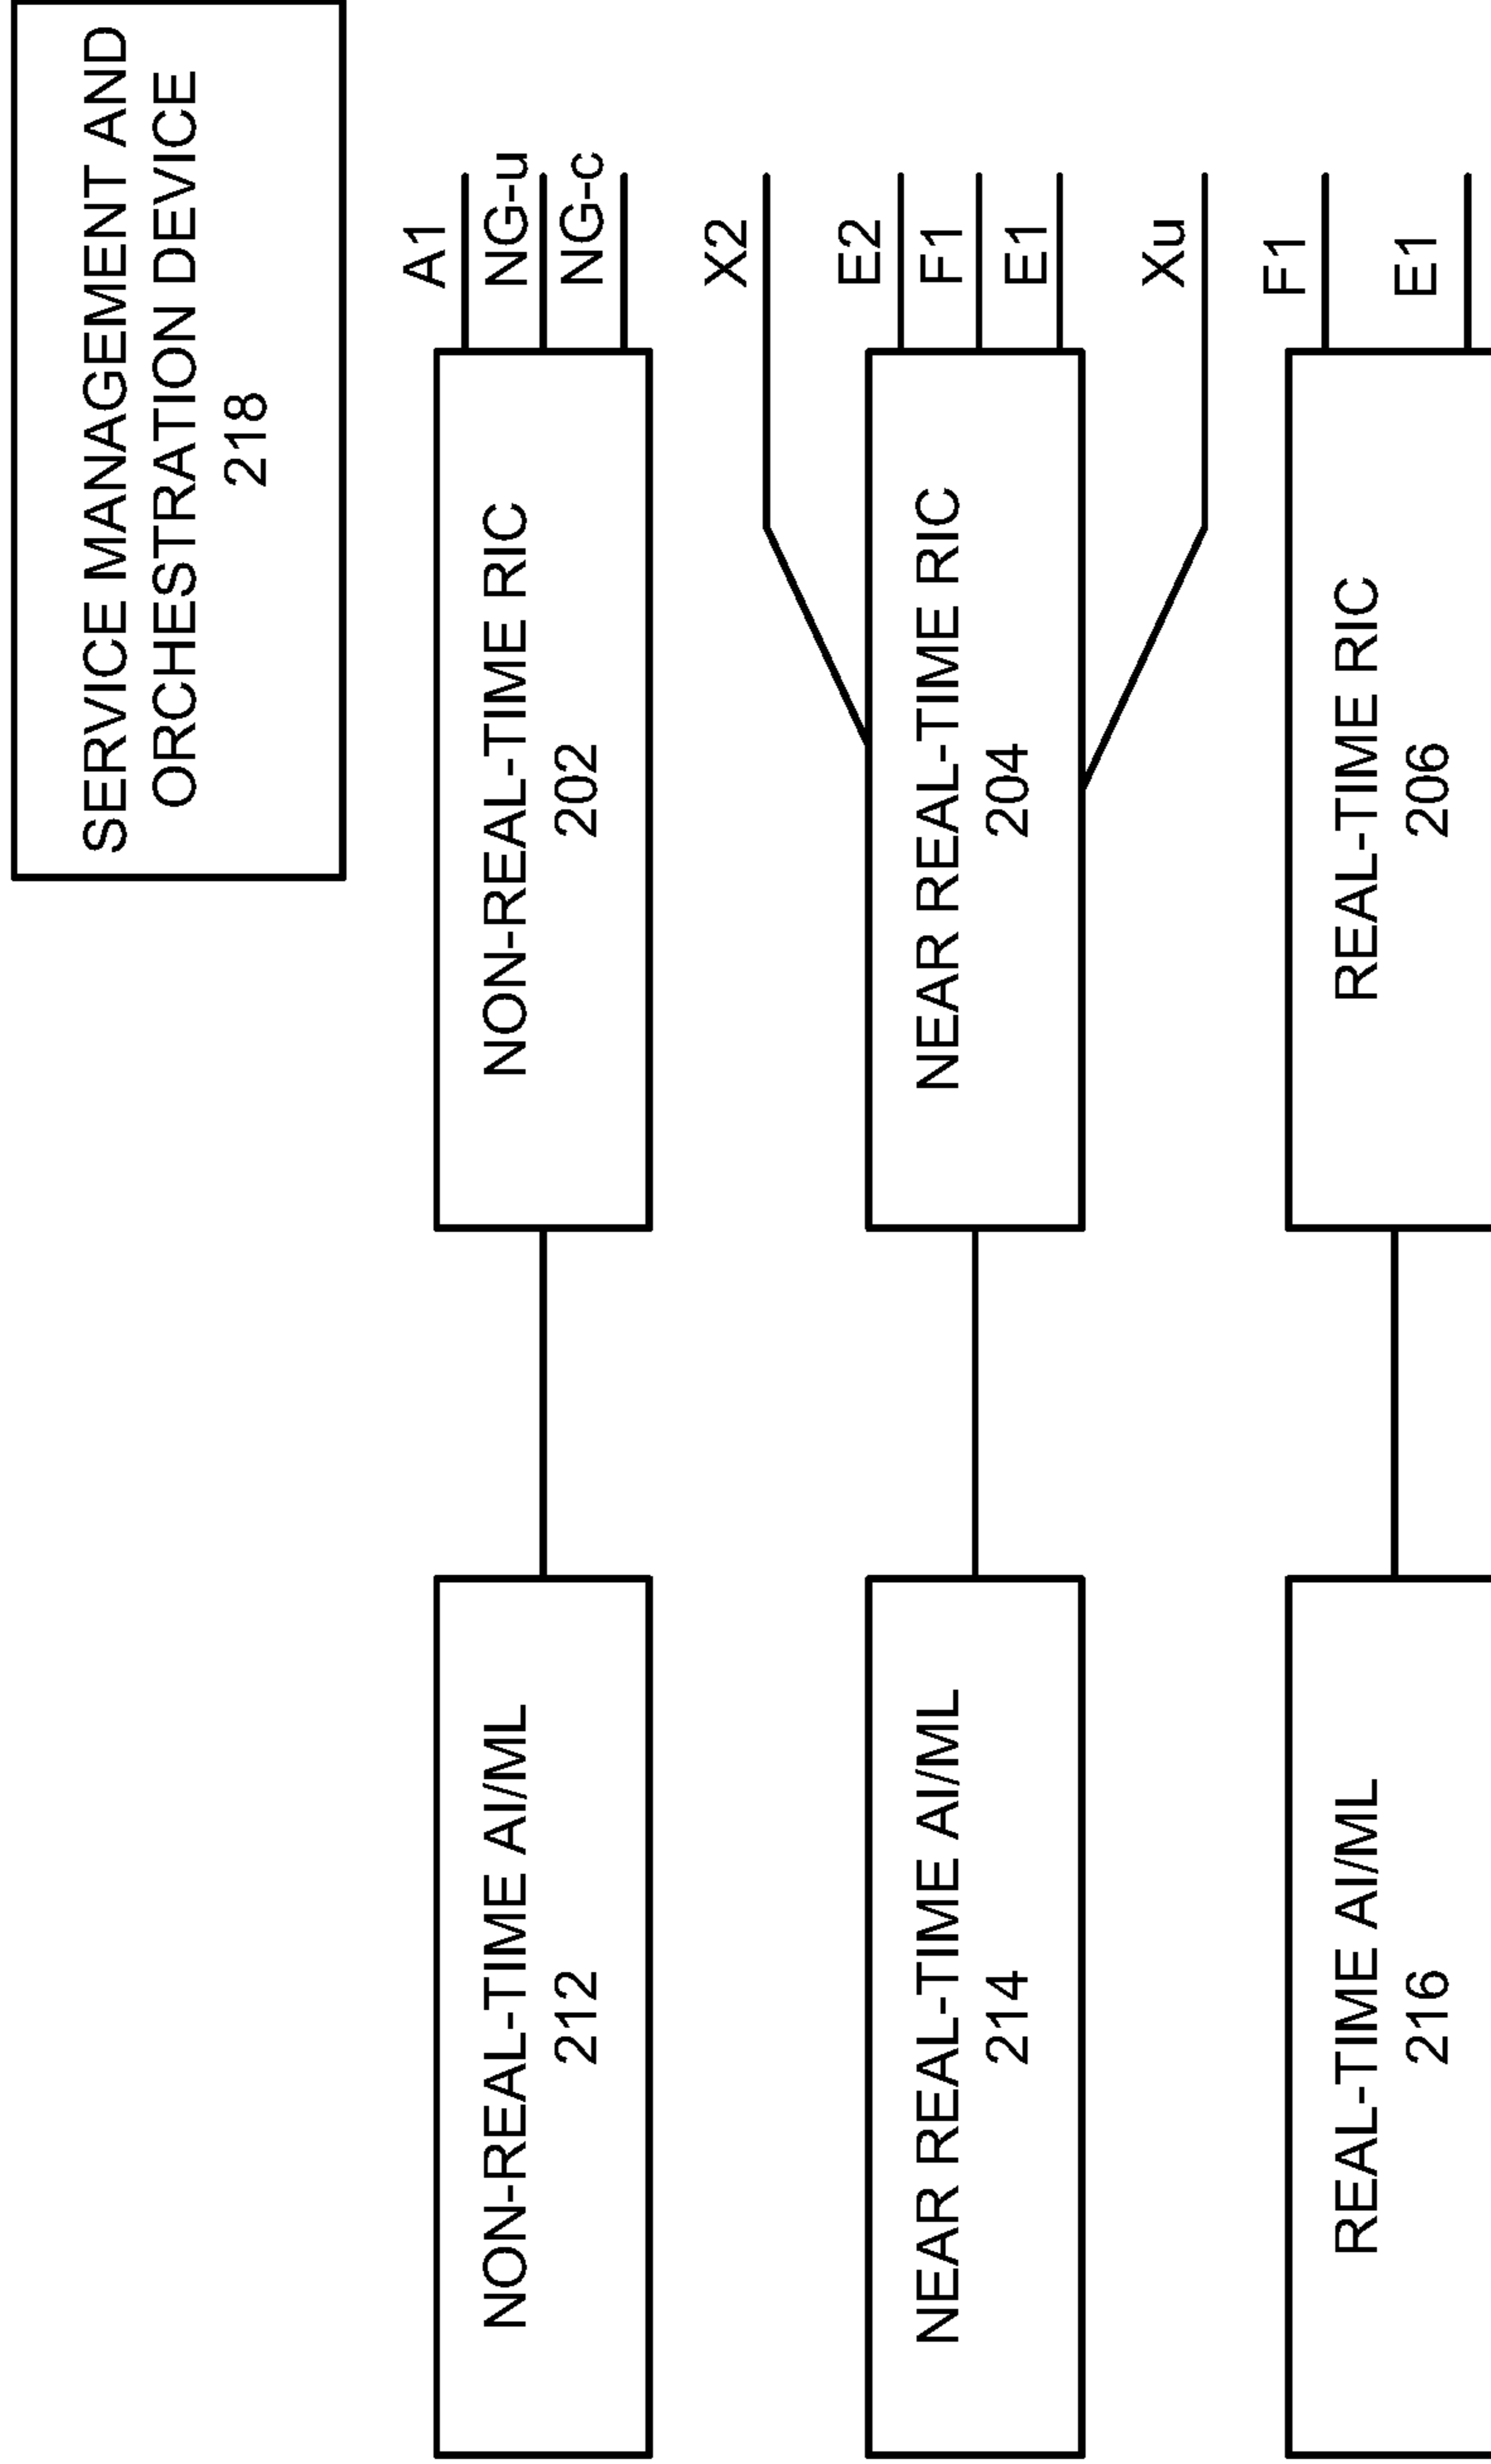 SERVICE MANAGEMENT AND
ORCHESTRATION DEVICE
218
NON-REAL-TIME AI/ML
212
NON-REAL-TIME RIC
202
A1
NG-u
NG-c
X2
NEAR REAL-TIME AI/ML
214
NEAR REAL-TIME RIC
204
E2
F1
E1
Xu
REAL-TIME AI/ML
216
REAL-TIME RIC
206
F1
E1